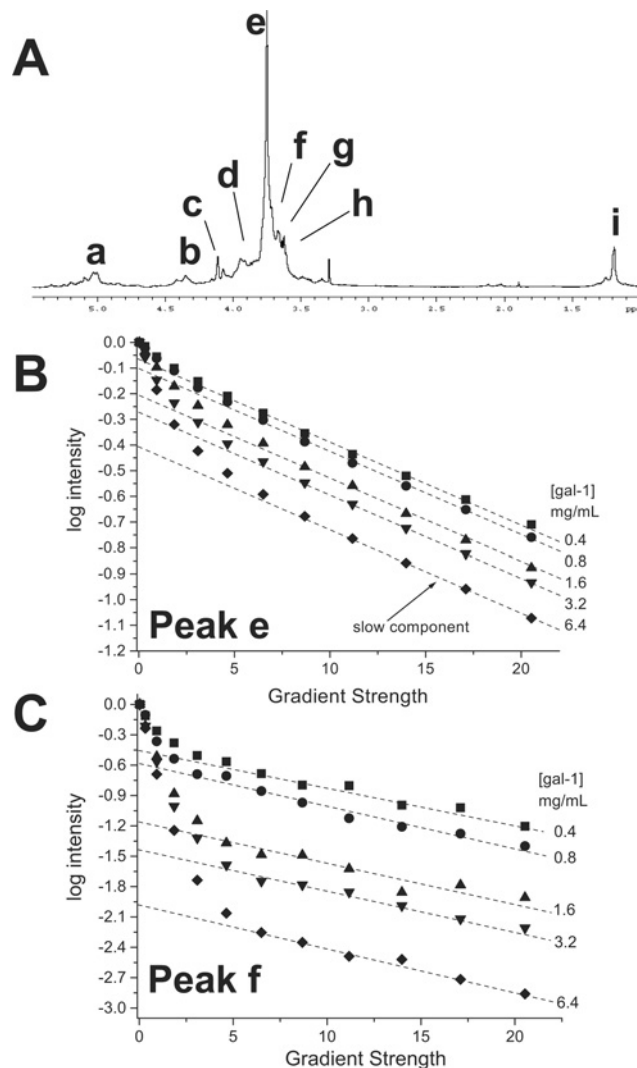 A
e
f
g
d
h
c
a
b
i
5.0 4.0 3.5 3.0 2.5 2.0 1.5 pp
B
0.0
-0.1
-0.2
-0.3
-0.4
-0.5
-0.6
-0.7
-0.8
-0.9
-1.0
-1.1
-1.2
log intensity
[gal-1]
mg/mL
0.4
0.8
1.6
3.2
6.4
slow component
Peak e
0 5 10 15 20
Gradient Strength
C
0.0
-0.3
-0.6
-0.9
-1.2
-1.5
-1.8
-2.1
-2.4
-2.7
-3.0
log intensity
[gal-1]
mg/mL
0.4
0.8
1.6
3.2
6.4
Peak f
0 5 10 15 20
Gradient Strength